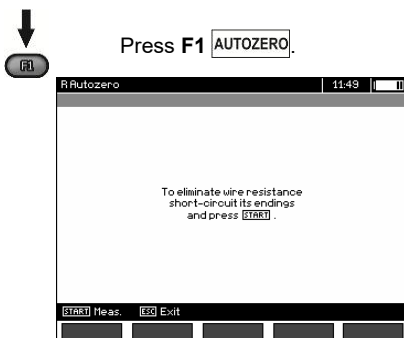 Press F1 AUTOZERO.
F1
R Autozero 11:49
To eliminate wire resistance
short-circuit its endings
and press START .
START Meas. ESC Exit